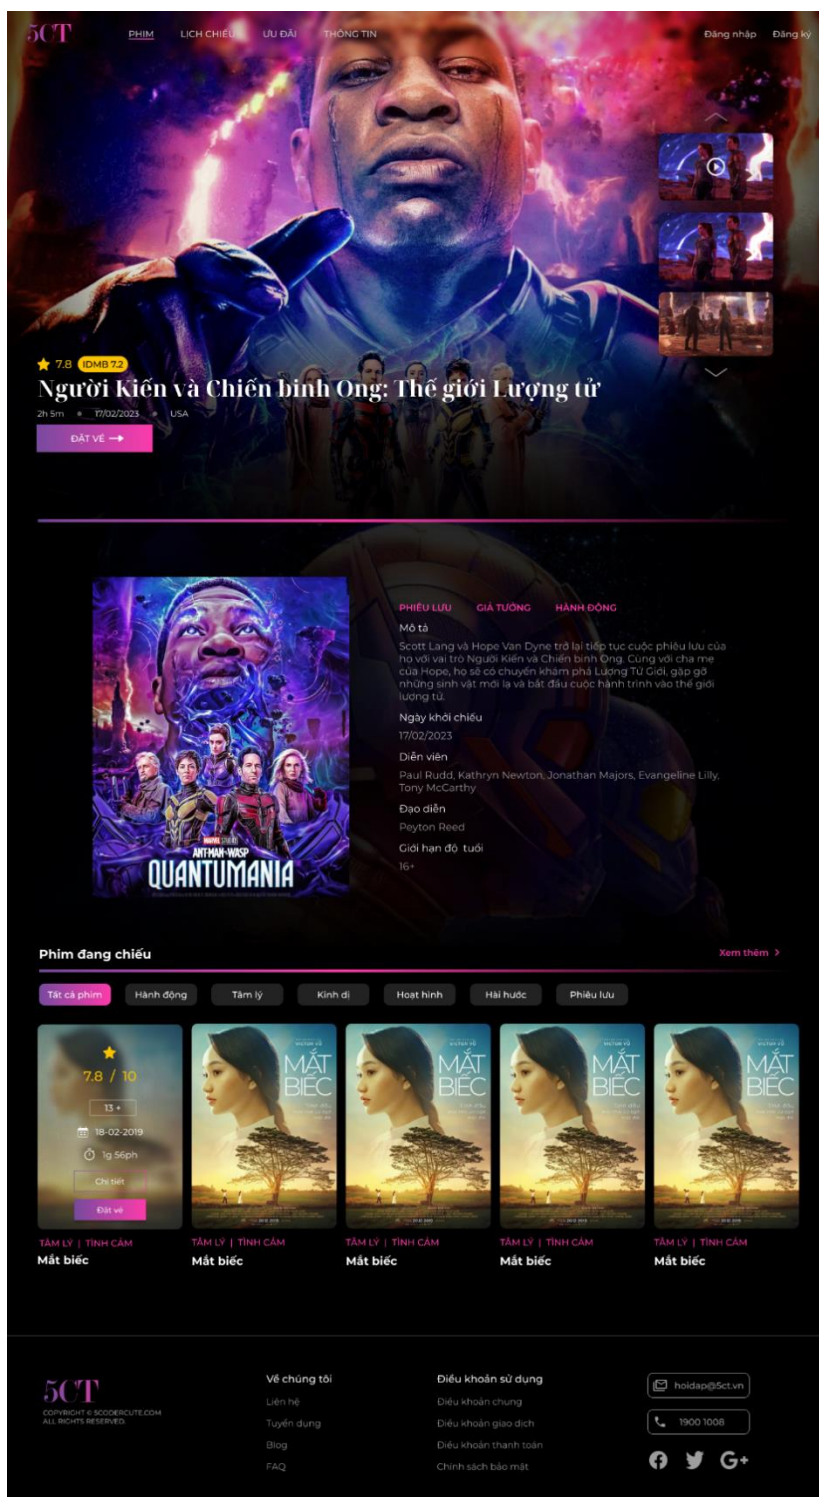 5CT
PHIM LỊCH CHIẾU ƯU ĐÃI THÔNG TIN
Đăng nhập Đăng ký
7.8 IDMB 7.2
Người Kiến và Chiến binh Ong: Thế giới Lượng tử
2h 5m 17/02/2023 USA
ĐẶT VÉ
PHIÊU LƯU GIẢ TƯỞNG HÀNH ĐỘNG
Mô tả
Scott Lang và Hope Van Dyne trở lại tiếp tục cuộc phiêu lưu của
họ với vai trò Người Kiến và Chiến binh Ong. Cùng với cha mẹ
của Hope, họ sẽ có chuyến khám phá Lượng Tử Giới, gặp gỡ
những sinh vật mới lạ và bắt đầu cuộc hành trình vào thế giới
lượng tử.
Ngày khởi chiếu
17/02/2023
Diễn viên
Paul Rudd, Kathryn Newton, Jonathan Majors, Evangeline Lilly,
Tony McCarthy
Đạo diễn
Peyton Reed
Giới hạn độ tuổi
16+
MARVEL STUDIOS
ANT-MAN AND THE WASP
QUANTUMANIA
Phim đang chiếu
Xem thêm
Tất cả phim Hành động Tâm lý Kinh dị Hoạt hình Hài hước Phiêu lưu
7.8 / 10
13 +
18-02-2019
1g 56ph
Chi tiết
Đặt vé
TÂM LÝ | TÌNH CẢM
Mắt biếc
VICTOR VŨ
MẮT
BIẾC
TÂM LÝ | TÌNH CẢM
Mắt biếc
VICTOR VŨ
MẮT
BIẾC
TÂM LÝ | TÌNH CẢM
Mắt biếc
VICTOR VŨ
MẮT
BIẾC
TÂM LÝ | TÌNH CẢM
Mắt biếc
VICTOR VŨ
MẮT
BIẾC
TÂM LÝ | TÌNH CẢM
Mắt biếc
5CT
COPYRIGHT © 5CODERCUTE.COM
ALL RIGHTS RESERVED.
Về chúng tôi
Liên hệ
Tuyển dụng
Blog
FAQ
Điều khoản sử dụng
Điều khoản chung
Điều khoản giao dịch
Điều khoản thanh toán
Chính sách bảo mật
hoidap@5ct.vn
1900 1008